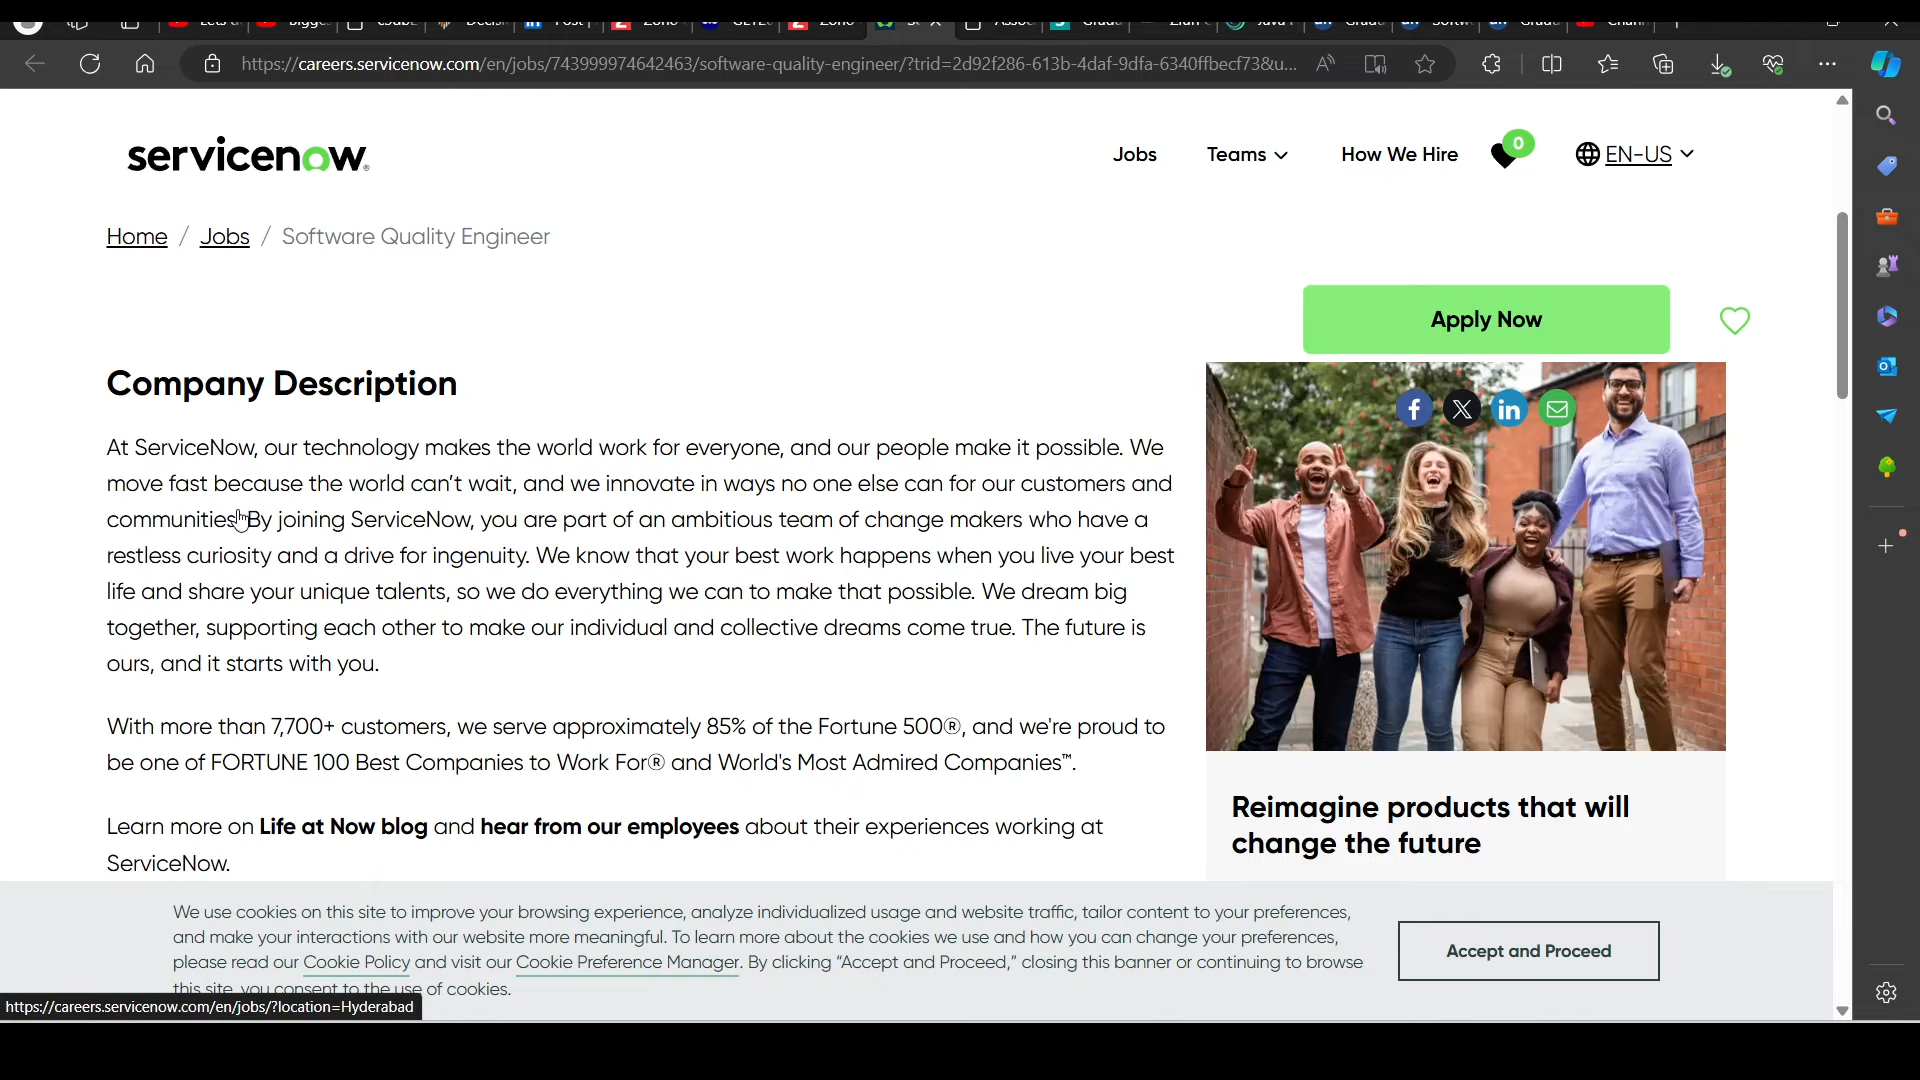 https://careers.servicenow.com/en/jobs/743999974642463/software-quality-engineer/?trid=2d92f286-613b-4daf-9dfa-6340ffbecf73&u...
servicenow
Jobs
Teams
How We Hire
0
EN-US
Home / Jobs / Software Quality Engineer
Apply Now
Company Description
At ServiceNow, our technology makes the world work for everyone, and our people make it possible. We
move fast because the world can't wait, and we innovate in ways no one else can for our customers and
communities. By joining ServiceNow, you are part of an ambitious team of change makers who have a
restless curiosity and a drive for ingenuity. We know that your best work happens when you live your best
life and share your unique talents, so we do everything we can to make that possible. We dream big
together, supporting each other to make our individual and collective dreams come true. The future is
ours, and it starts with you.
With more than 7,700+ customers, we serve approximately 85% of the Fortune 500®, and we're proud to
be one of FORTUNE 100 Best Companies to Work For® and World's Most Admired Companies™.
Learn more on Life at Now blog and hear from our employees about their experiences working at
ServiceNow.
Reimagine products that will
change the future
We use cookies on this site to improve your browsing experience, analyze individualized usage and website traffic, tailor content to your preferences,
and make your interactions with our website more meaningful. To learn more about the cookies we use and how you can change your preferences,
please read our Cookie Policy and visit our Cookie Preference Manager. By clicking "Accept and Proceed," closing this banner or continuing to browse
this site, you consent to the use of cookies.
Accept and Proceed
https://careers.servicenow.com/en/jobs/?location=Hyderabad